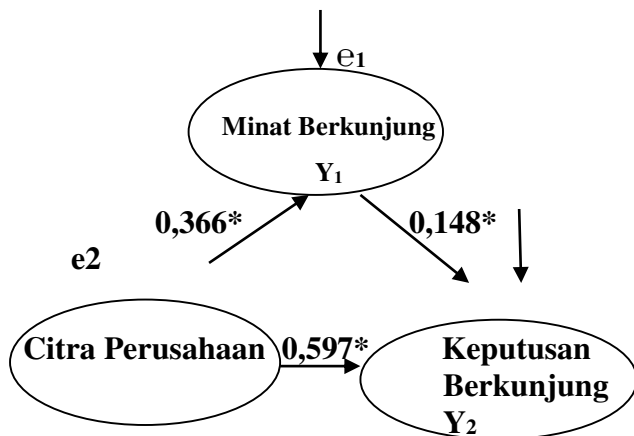 e₁
Minat Berkunjung
Y₁
0,366*
0,148*
e2
Citra Perusahaan
0,597*
Keputusan
Berkunjung
Y₂